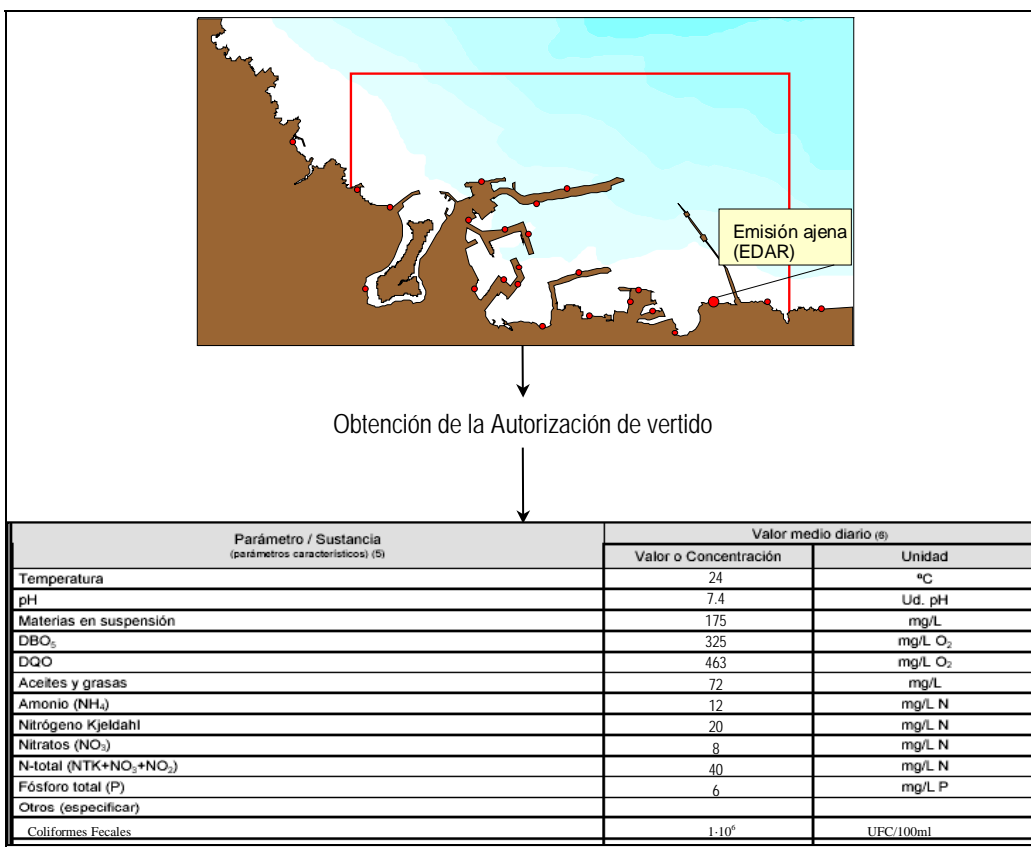 Emisión ajena
(EDAR)
Obtención de la Autorización de vertido
Parámetro / Sustancia
(parámetros característicos) (5)
Valor medio diario (6)
Valor o Concentración Unidad
Temperatura 24 ºC
pH 7.4 Ud. pH
Materias en suspensión 175 mg/L
DBO₅ 325 mg/L O₂
DQO 463 mg/L O₂
Aceites y grasas 72 mg/L
Amonio (NH₄) 12 mg/L N
Nitrógeno Kjeldahl 20 mg/L N
Nitratos (NO₃) 8 mg/L N
N-total (NTK+NO₃+NO₂) 40 mg/L N
Fósforo total (P) 6 mg/L P
Otros (especificar)
Coliformes Fecales 1·10⁶ UFC/100ml